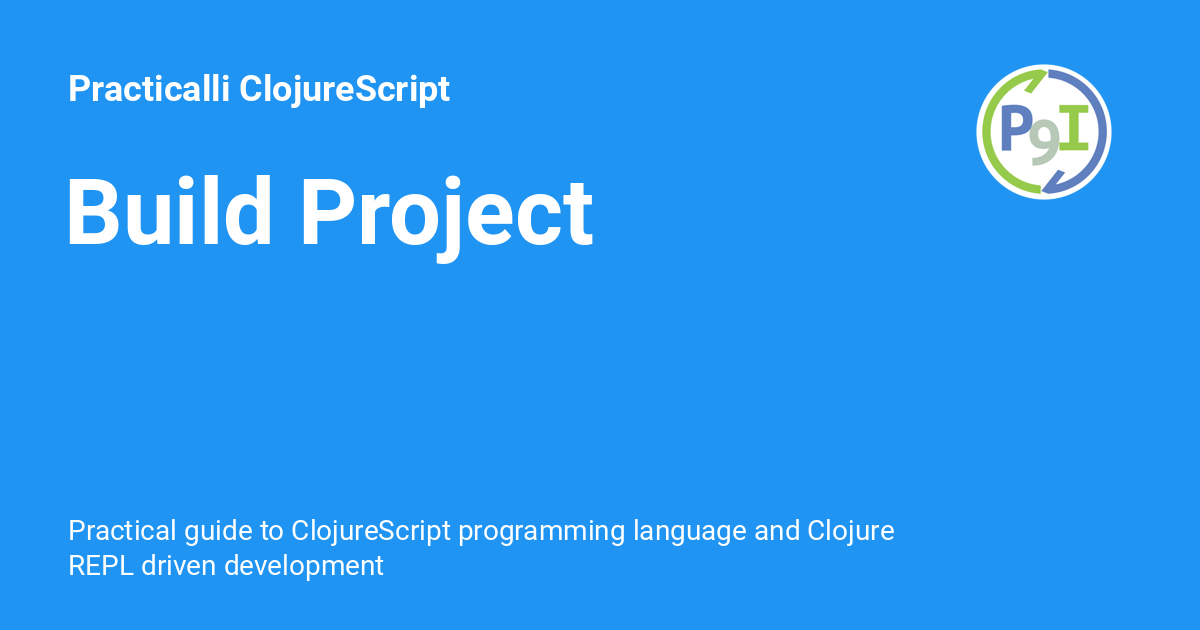 Practicalli ClojureScript
P9I
Build Project
Practical guide to ClojureScript programming language and Clojure
REPL driven development